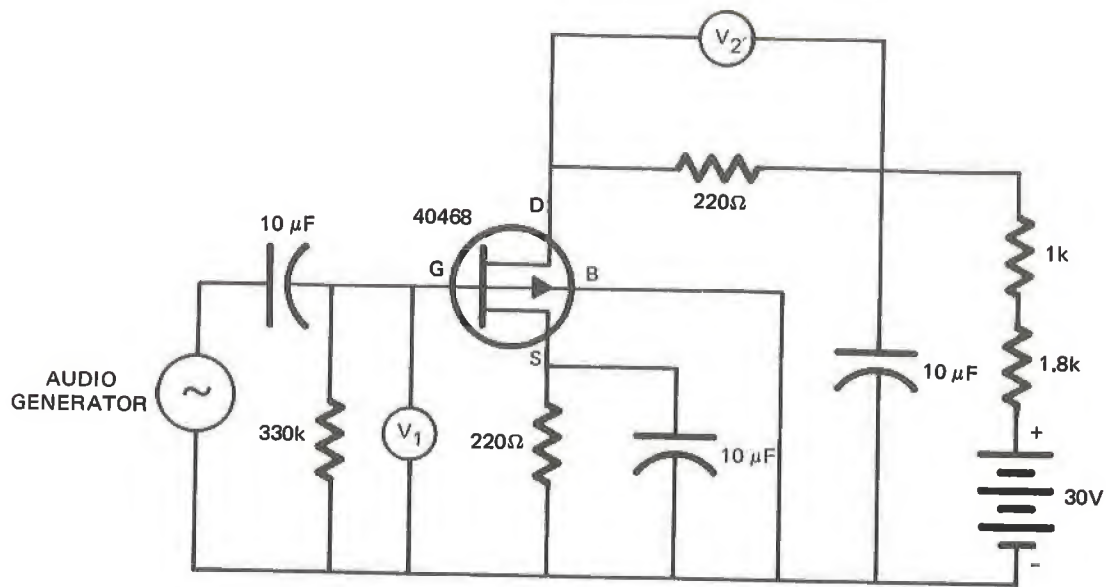 V2
220Ω
D
40468
10 µF
G
B
1k
S
AUDIO
GENERATOR
330k
V1
220Ω
10 µF
10 µF
1.8k
+
30V
-